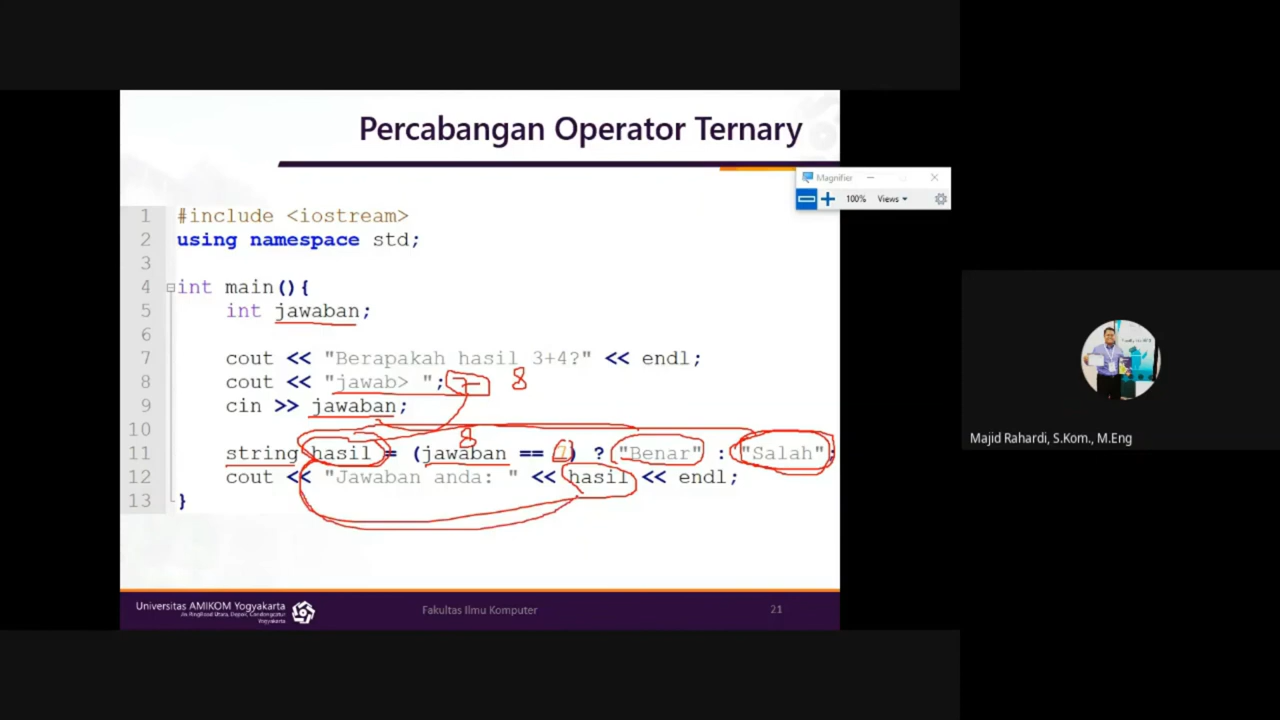 Percabangan Operator Ternary
Magnifier
100% Views
1 #include <iostream>
2 using namespace std;
3
4 int main(){
5 int jawaban;
6
7 cout << "Berapakah hasil 3+4?" << endl;
8 cout << "jawab> "; 8
9 cin >> jawaban;
10
8
11 string hasil = (jawaban == 7) ? "Benar" : "Salah";
12 cout << "Jawaban anda: " << hasil << endl;
13 }
Universitas AMIKOM Yogyakarta
Yogyakarta
Fakultas Ilmu Komputer
21
Majid Rahardi, S.Kom., M.Eng